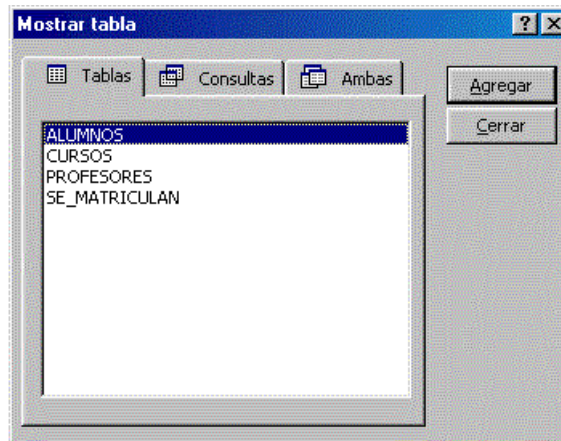 Mostrar tabla
Tablas Consultas Ambas
Agregar
Cerrar
ALUMNOS
CURSOS
PROFESORES
SE_MATRICULAN